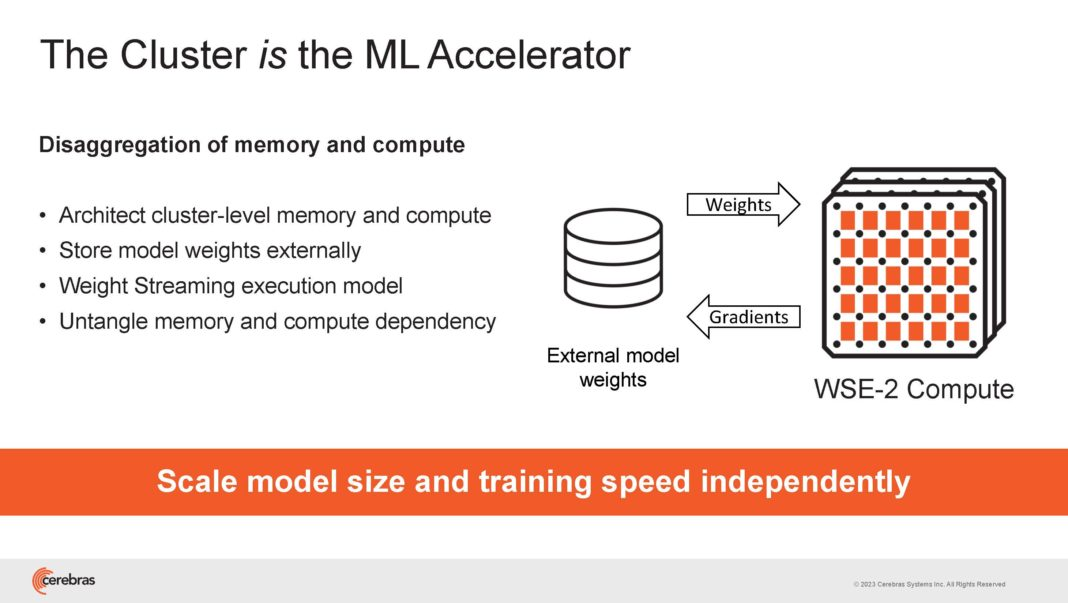 The Cluster is the ML Accelerator
Disaggregation of memory and compute
• Architect cluster-level memory and compute
• Store model weights externally
• Weight Streaming execution model
• Untangle memory and compute dependency
Weights
Gradients
External model
weights
WSE-2 Compute
Scale model size and training speed independently
cerebras
© 2023 Cerebras Systems Inc. All Rights Reserved